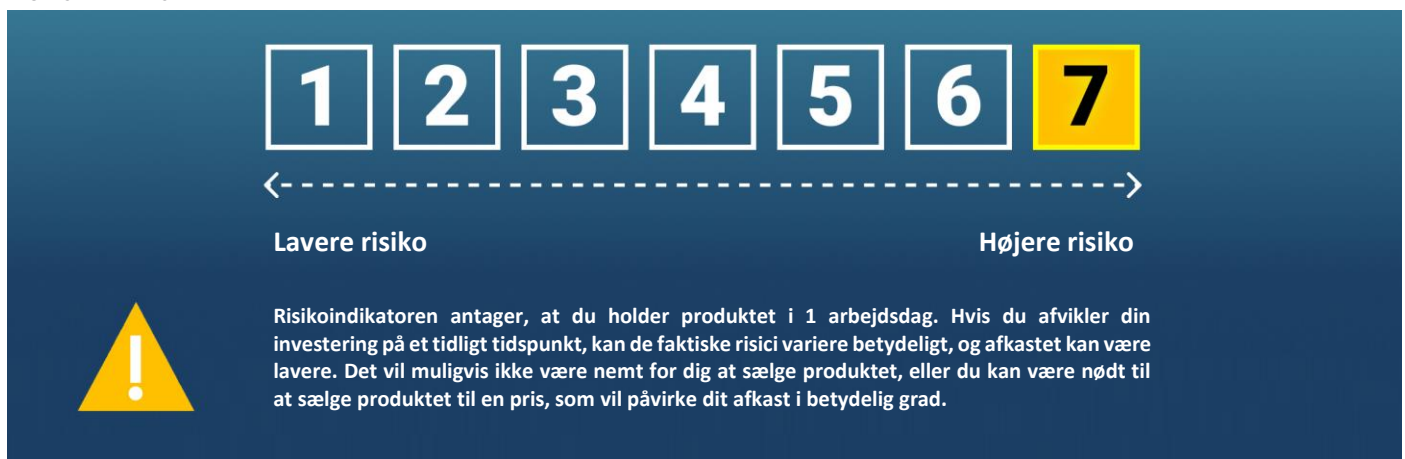 1 2 3 4 5 6 7
Lavere risiko Højere risiko
Risikoindikatoren antager, at du holder produktet i 1 arbejdsdag. Hvis du afvikler din
investering på et tidligt tidspunkt, kan de faktiske risici variere betydeligt, og afkastet kan være
lavere. Det vil muligvis ikke være nemt for dig at sælge produktet, eller du kan være nødt til
at sælge produktet til en pris, som vil påvirke dit afkast i betydelig grad.